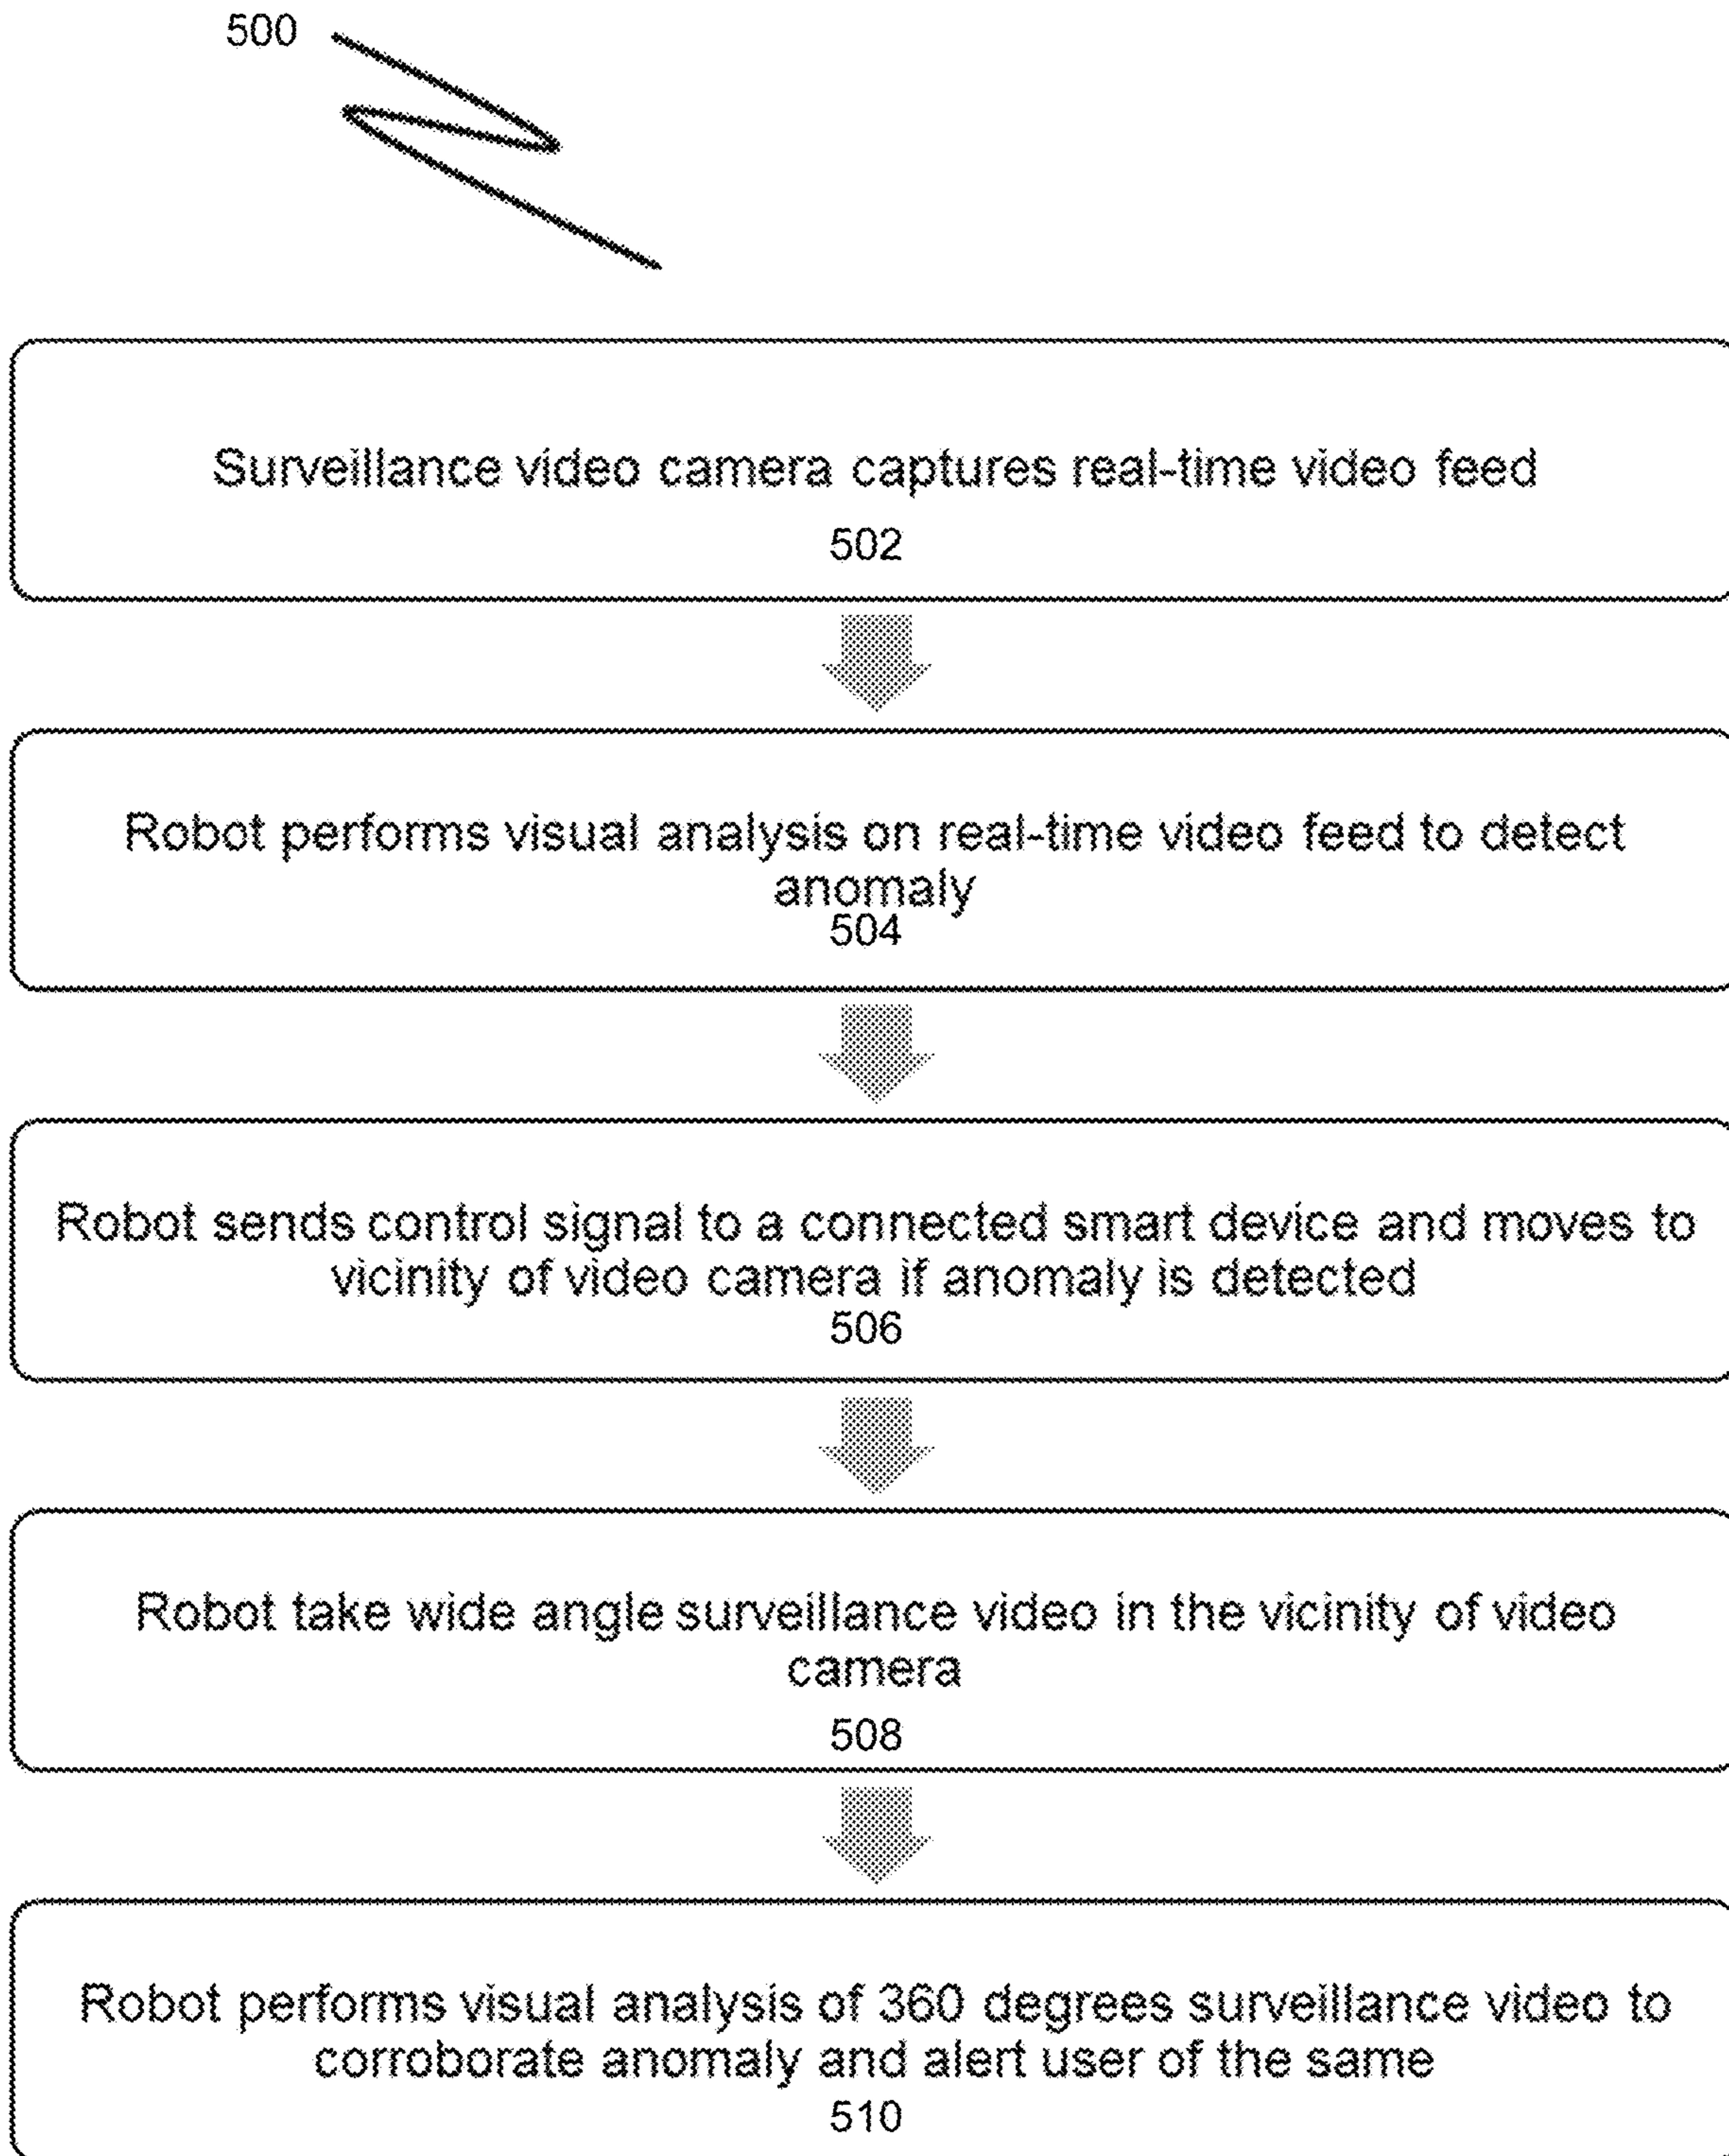 500
Surveillance video camera captures real-time video feed
502
Robot performs visual analysis on real-time video feed to detect
anomaly
504
Robot sends control signal to a connected smart device and moves to
vicinity of video camera if anomaly is detected
506
Robot take wide angle surveillance video in the vicinity of video
camera
508
Robot performs visual analysis of 360 degrees surveillance video to
corroborate anomaly and alert user of the same
510